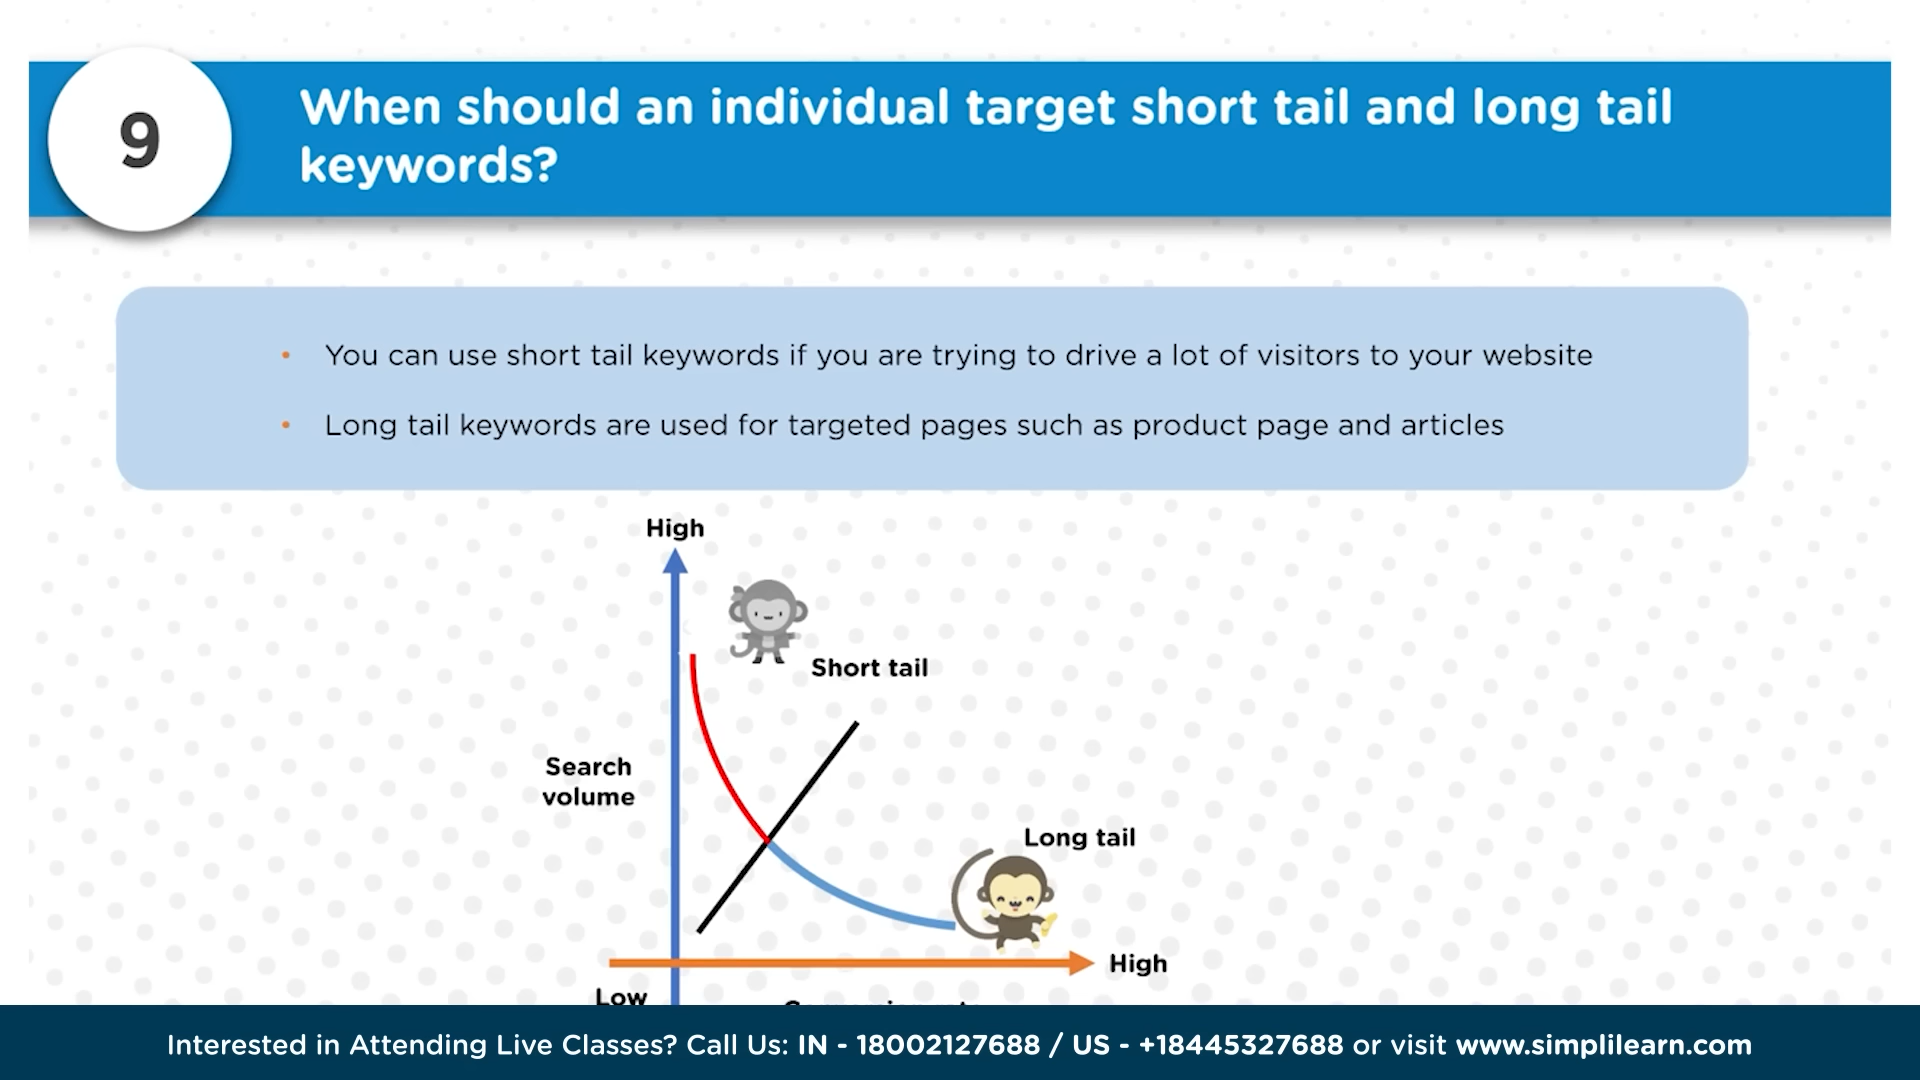 9
When should an individual target short tail and long tail
keywords?
• You can use short tail keywords if you are trying to drive a lot of visitors to your website
• Long tail keywords are used for targeted pages such as product page and articles
High
Short tail
Search
volume
Long tail
High
Low
Interested in Attending Live Classes? Call Us: IN - 18002127688 / US - +18445327688 or visit www.simplilearn.com